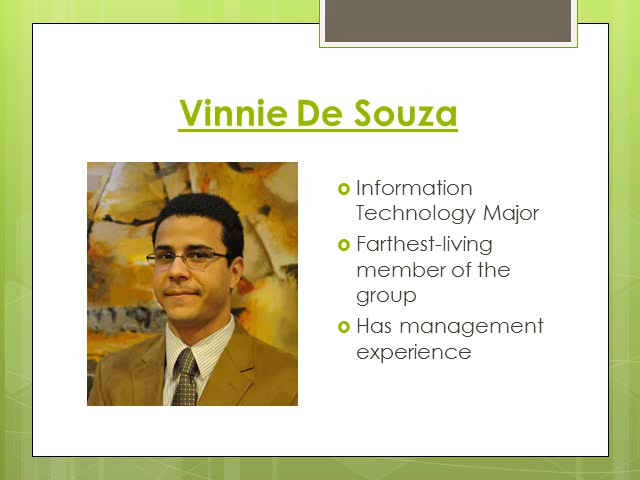 Vinnie De Souza
Information
Technology Major
Farthest-living
member of the
group
Has management
experience